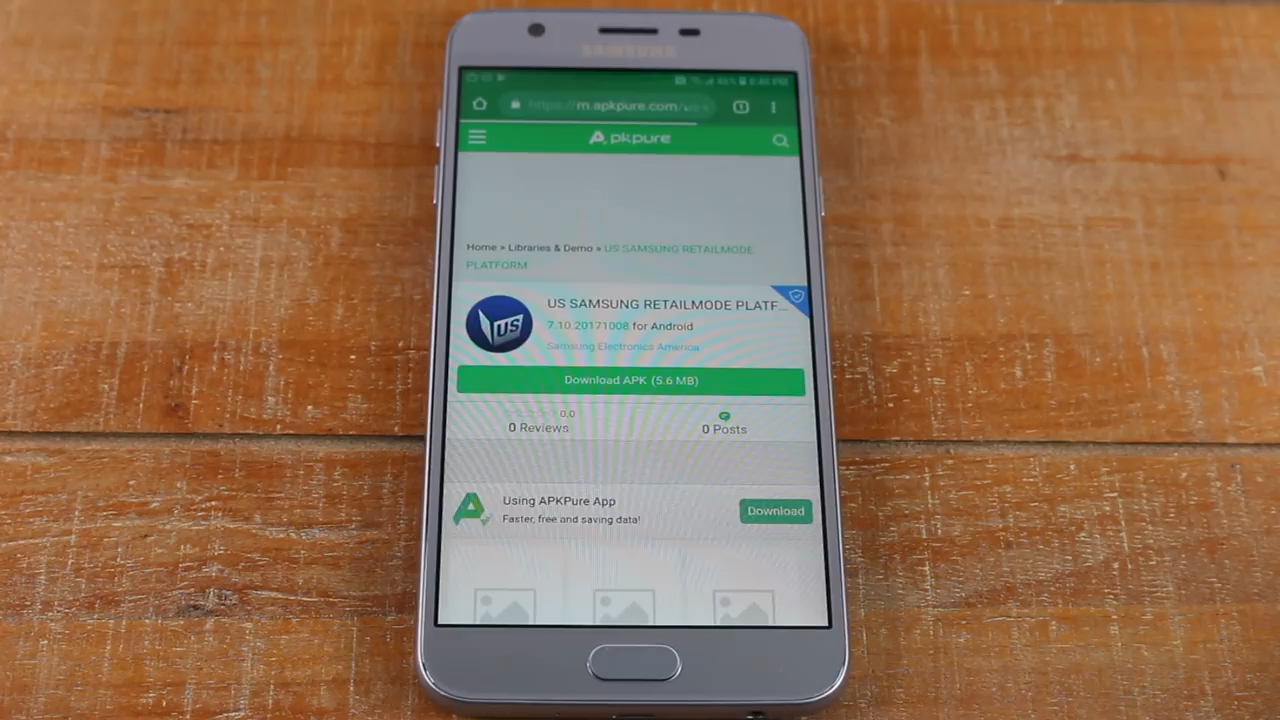 SAMSUNG
https://m.apkpure.com/
pkpure
Home » Libraries & Demo » US SAMSUNG RETAILMODE
PLATFORM
US SAMSUNG RETAILMODE PLATF...
US
7.10.20171008 for Android
Samsung Electronics America
Download APK (5.6 MB)
0.0
0 Reviews
0 Posts
Using APKPure App
Faster, free and saving data!
Download